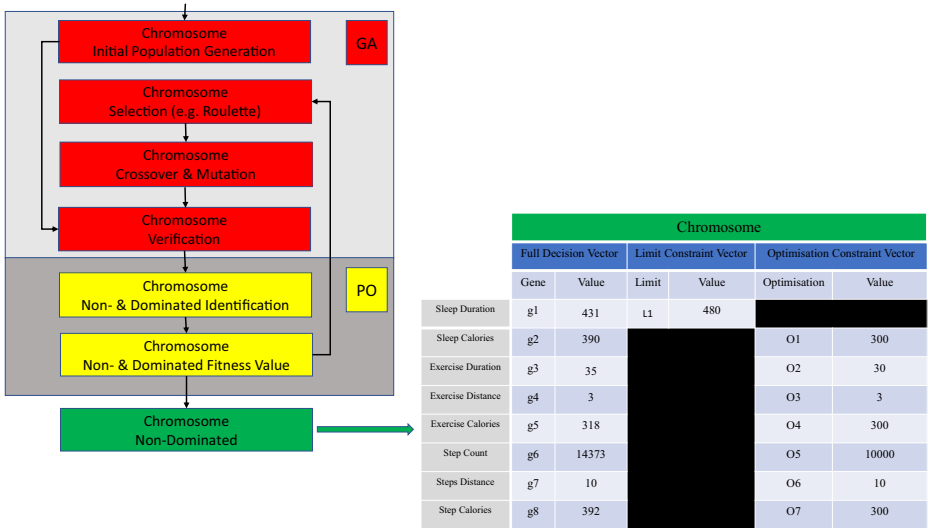 Chromosome
Initial Population Generation
GA
Chromosome
Selection (e.g. Roulette)
Chromosome
Crossover & Mutation
Chromosome
Verification
PO
Chromosome
Non- & Dominated Identification
Chromosome
Non- & Dominated Fitness Value
Chromosome
Non-Dominated
Chromosome
Full Decision Vector Limit Constraint Vector Optimisation Constraint Vector
Gene Value Limit Value Optimisation Value
Sleep Duration g1 431 L1 480
Sleep Calories g2 390 O1 300
Exercise Duration g3 35 O2 30
Exercise Distance g4 3 O3 3
Exercise Calories g5 318 O4 300
Step Count g6 14373 O5 10000
Steps Distance g7 10 O6 10
Step Calories g8 392 O7 300